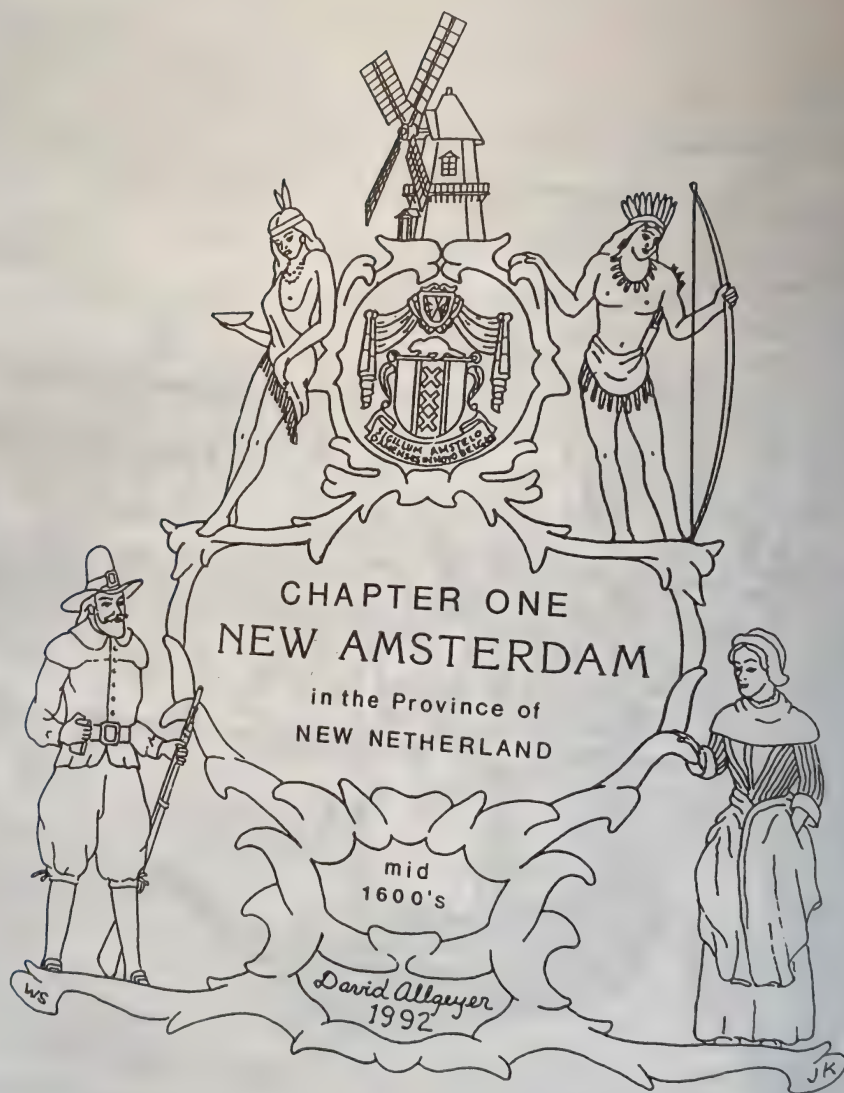 SIGILLUM AMSTELO
DAMENSIS IN NOVO BELGIO
CHAPTER ONE
NEW AMSTERDAM
in the Province of
NEW NETHERLAND
mid
1600's
David Allgeyer
1992
WS
JK